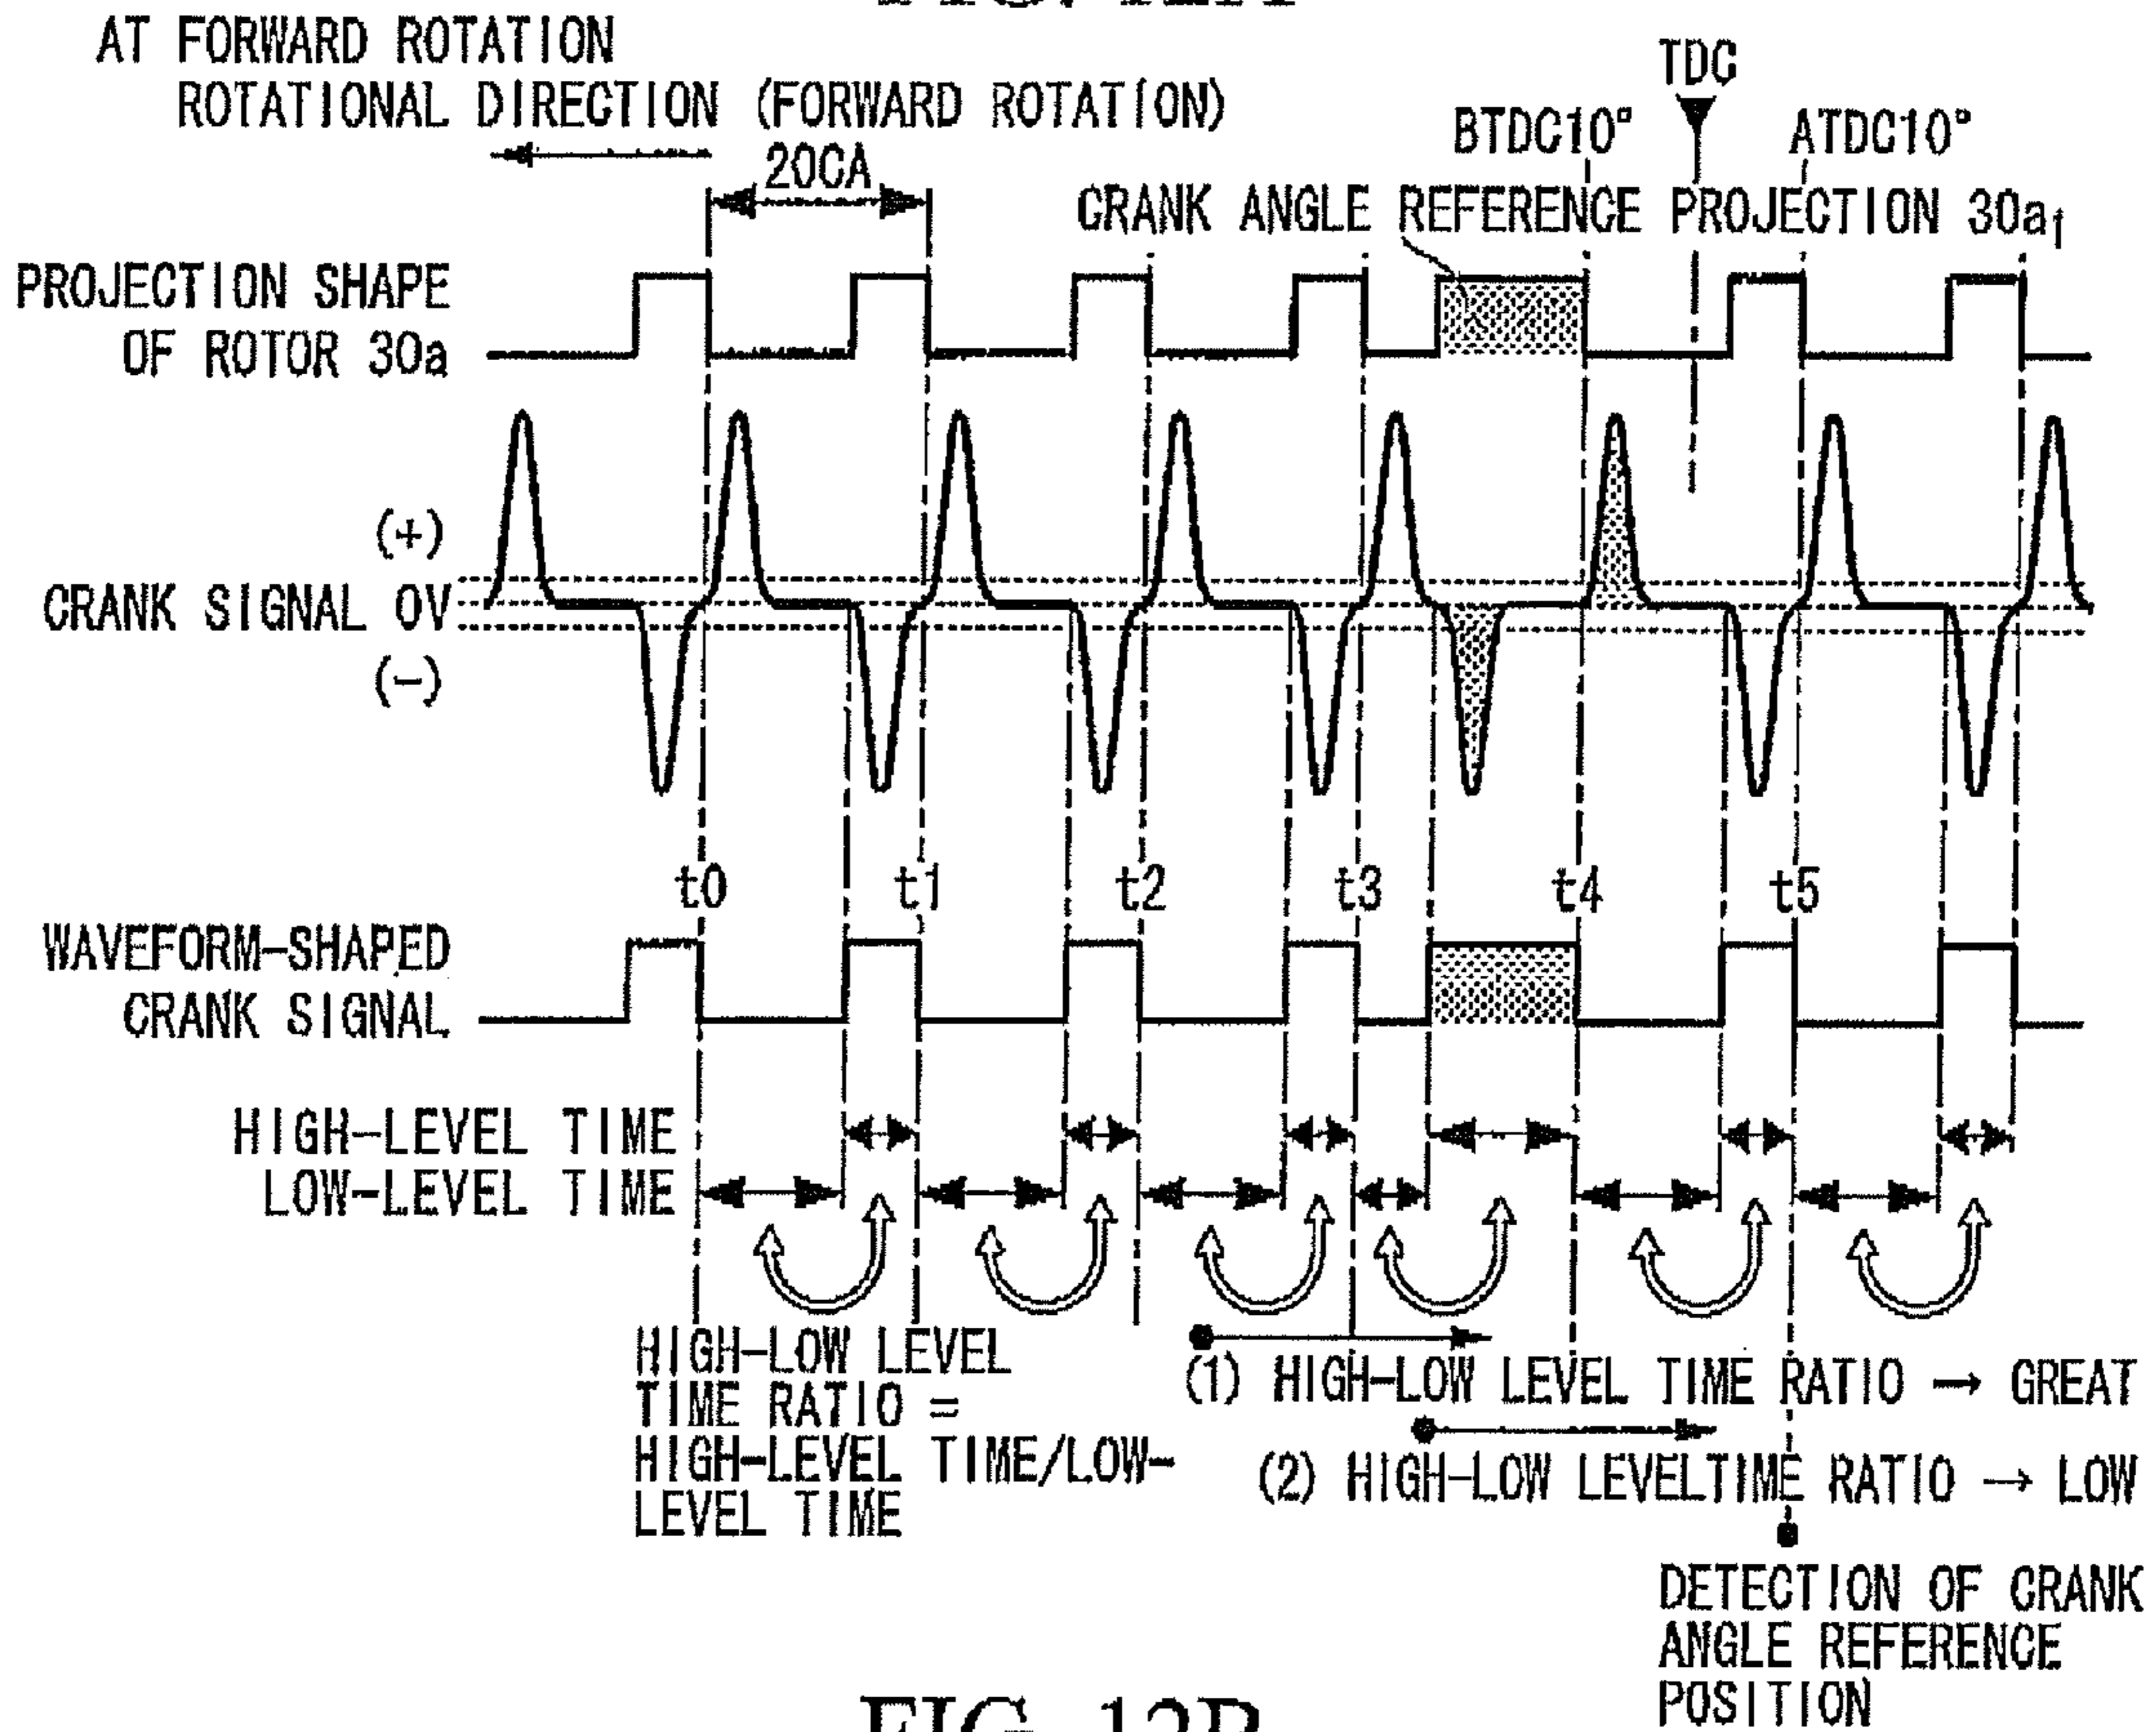 AT FORWARD ROTATION
ROTATIONAL DIRECTION (FORWARD ROTATION)
TDC
BTDC10°
ATDC10°
20CA
CRANK ANGLE REFERENCE PROJECTION 30a1
PROJECTION SHAPE
OF ROTOR 30a
(+)
CRANK SIGNAL 0V
(-)
t0
t1
t2
t3
t4
t5
WAVEFORM-SHAPED
CRANK SIGNAL
HIGH-LEVEL TIME
LOW-LEVEL TIME
HIGH-LOW LEVEL
TIME RATIO =
HIGH-LEVEL TIME/LOW-
LEVEL TIME
(1) HIGH-LOW LEVEL TIME RATIO → GREAT
(2) HIGH-LOW LEVELTIME RATIO → LOW
DETECTION OF CRANK
ANGLE REFERENCE
POSITION